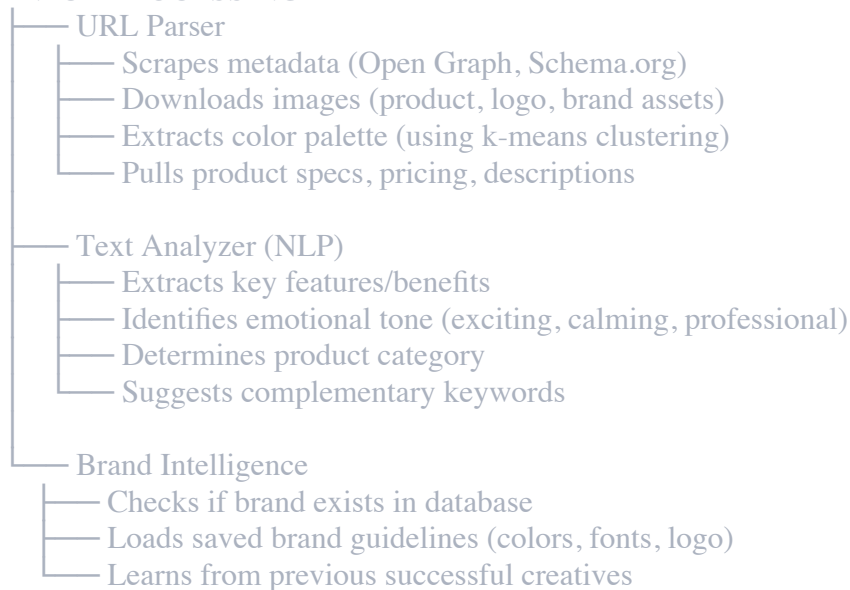 URL Parser
Scrapes metadata (Open Graph, Schema.org)
Downloads images (product, logo, brand assets)
Extracts color palette (using k-means clustering)
Pulls product specs, pricing, descriptions
Text Analyzer (NLP)
Extracts key features/benefits
Identifies emotional tone (exciting, calming, professional)
Determines product category
Suggests complementary keywords
Brand Intelligence
Checks if brand exists in database
Loads saved brand guidelines (colors, fonts, logo)
Learns from previous successful creatives